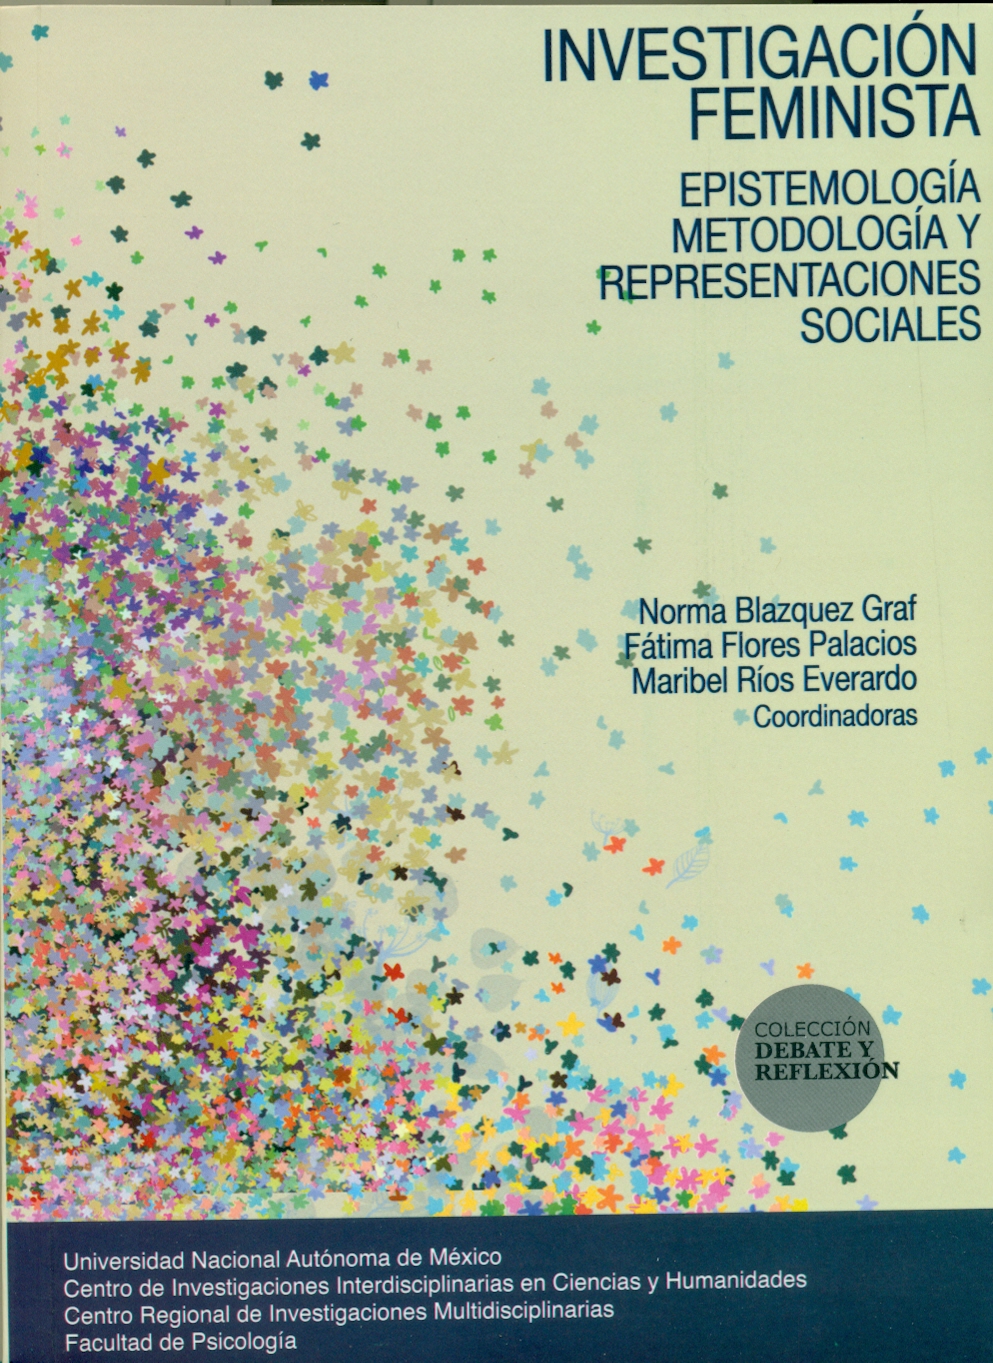 INVESTIGACIÓN
FEMINISTA
EPISTEMOLOGÍA
METODOLOGÍA Y
REPRESENTACIONES
SOCIALES
Norma Blazquez Graf
Fátima Flores Palacios
Maribel Ríos Everardo
Coordinadoras
COLECCIÓN
DEBATE Y
REFLEXIÓN
Universidad Nacional Autónoma de México
Centro de Investigaciones Interdisciplinarias en Ciencias y Humanidades
Centro Regional de Investigaciones Multidisciplinarias
Facultad de Psicología